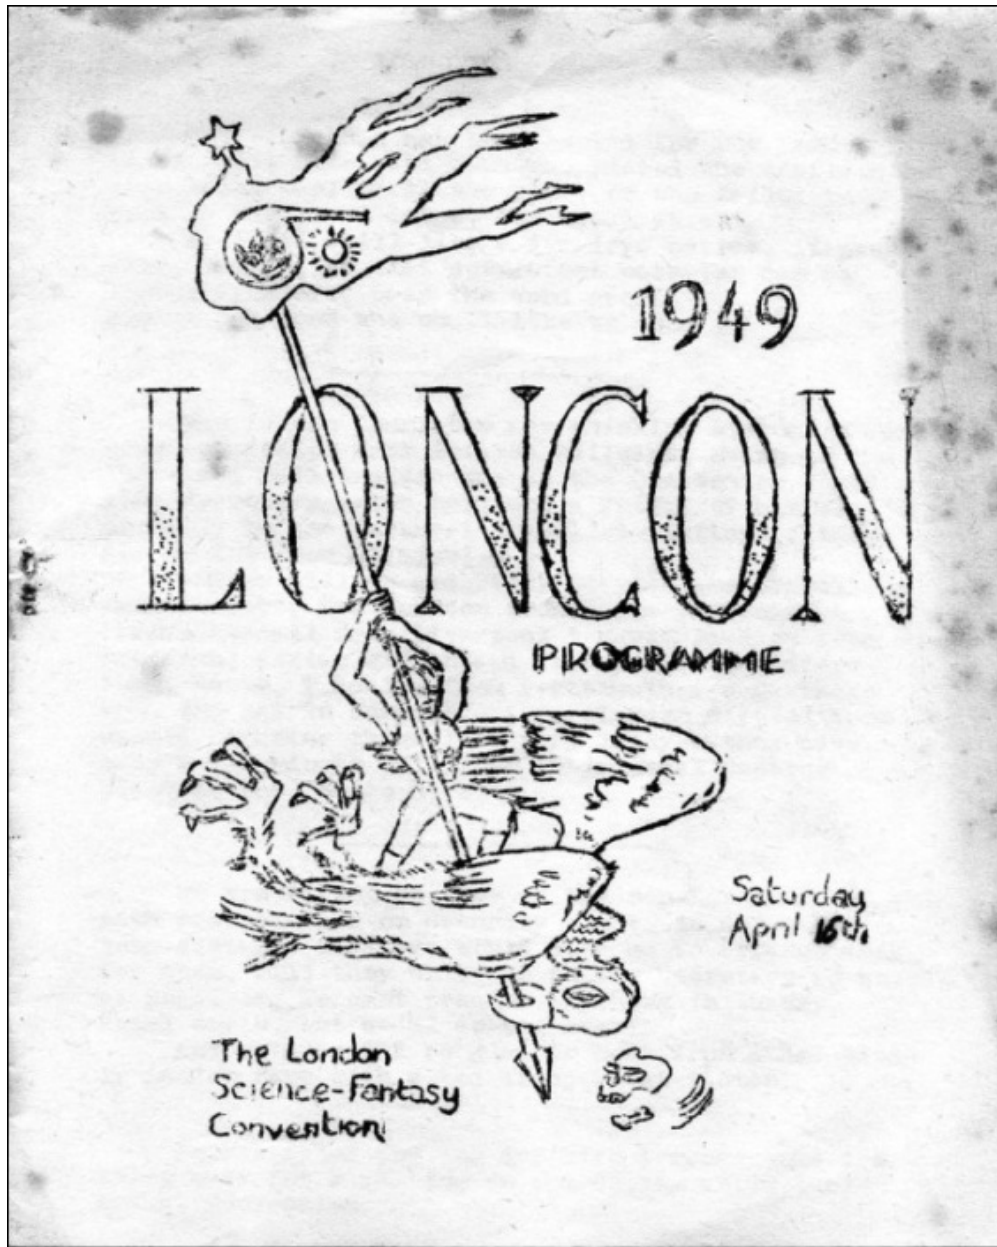 1949
LONCON
PROGRAMME
Saturday
April 16th
The London
Science-Fantasy
Convention